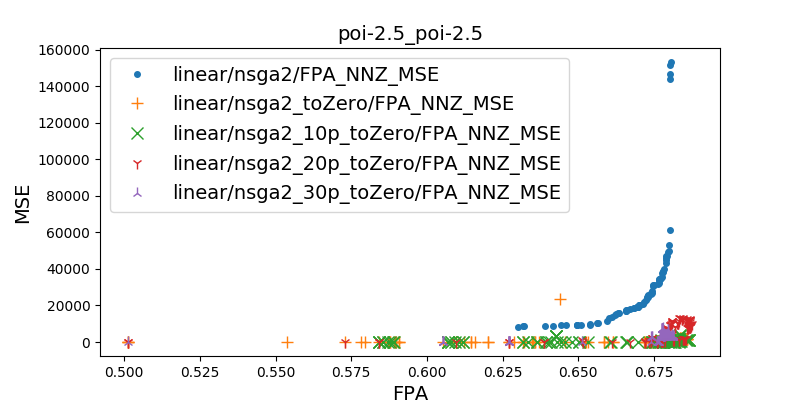 poi-2.5_poi-2.5
160000
140000
120000
100000
80000
60000
40000
20000
0
MSE
linear/nsga2/FPA_NNZ_MSE
linear/nsga2_toZero/FPA_NNZ_MSE
linear/nsga2_10p_toZero/FPA_NNZ_MSE
linear/nsga2_20p_toZero/FPA_NNZ_MSE
linear/nsga2_30p_toZero/FPA_NNZ_MSE
0.500 0.525 0.550 0.575 0.600 0.625 0.650 0.675
FPA